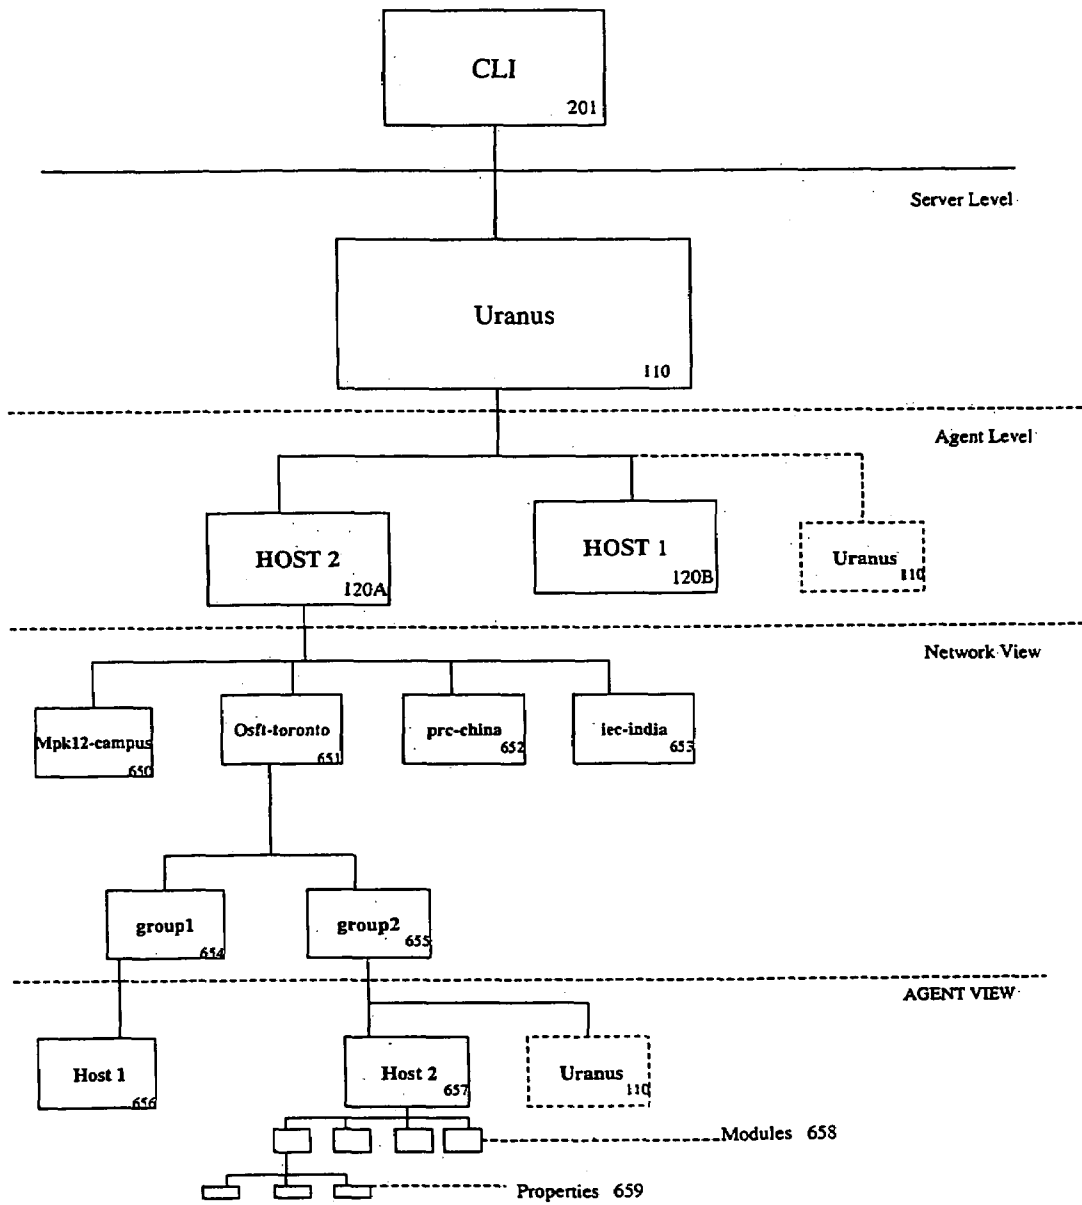 CLI
201
Server Level
Uranus
110
Agent Level
HOST 2
120A
HOST 1
120B
Uranus
110
Network View
Mpk12-campus
650
Osft-toronto
651
prc-china
652
iec-india
653
group1
654
group2
655
AGENT VIEW
Host 1
656
Host 2
657
Uranus
110
Modules 658
Properties 659